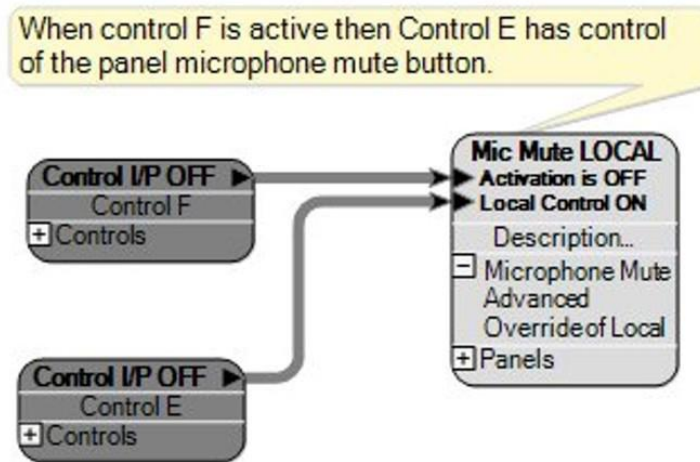 When control F is active then Control E has control
of the panel microphone mute button.
Control I/P OFF
Control F
+ Controls
Mic Mute LOCAL
Activation is OFF
Local Control ON
Description...
- Microphone Mute
Advanced
Override of Local
+ Panels
Control I/P OFF
Control E
+ Controls